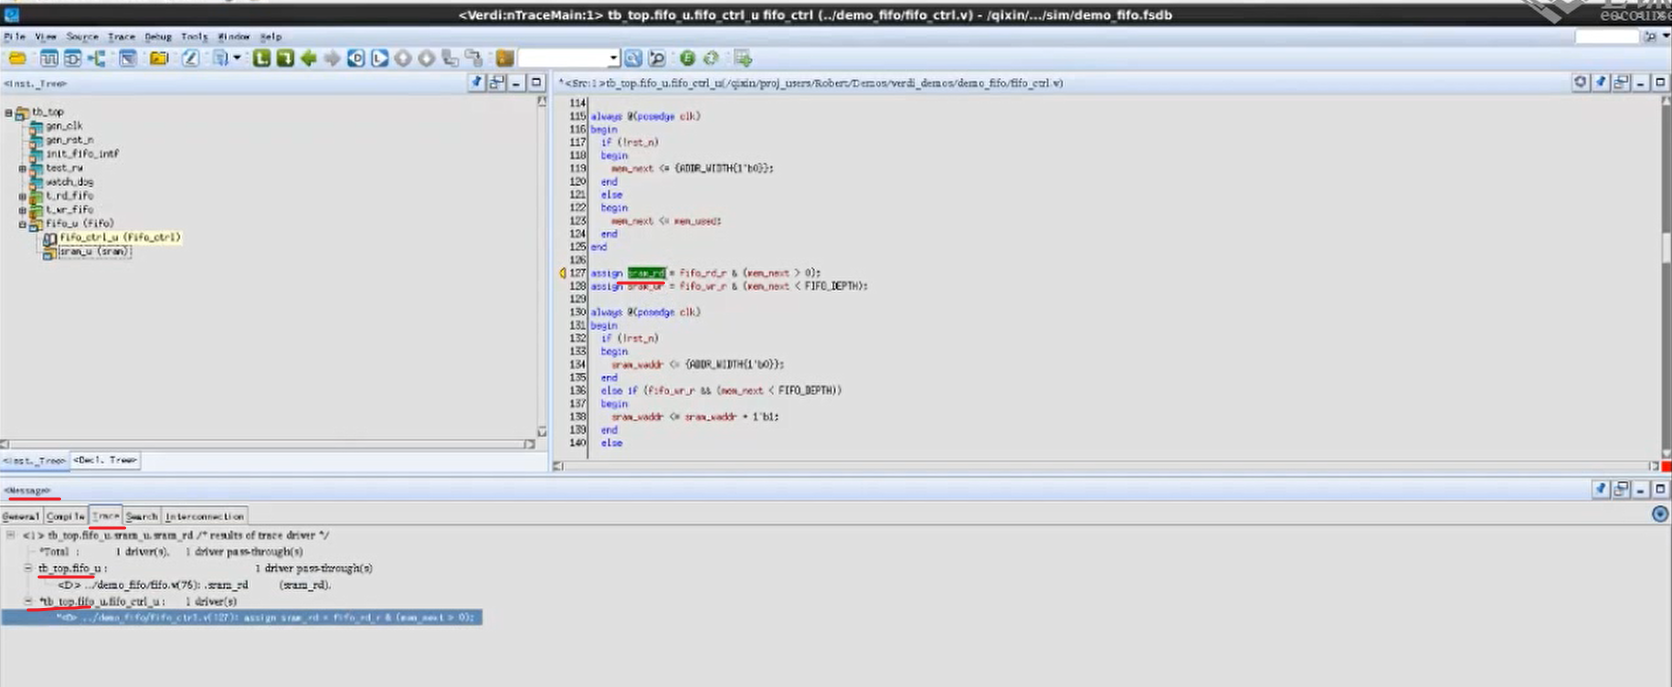 <Verdi:nTraceMain:1> tb_top.fifo_u.fifo_ctrl_u fifo_ctrl (../demo_fifo/fifo_ctrl.v) - /qixin/.../sim/demo_fifo.fsdb
eecourse
File View Source Trace Debug Tools Window Help
<Inst._Tree>
tb_top
gen_clk
gen_rst_n
init_fifo_intf
test_rw
watch_dog
t_rd_fifo
t_wr_fifo
fifo_u (fifo)
fifo_ctrl_u (fifo_ctrl)
sram_u (sram)
<Inst._Tree> <Decl. Tree>
*<Src:1>tb_top.fifo_u.fifo_ctrl_u(/qixin/proj_users/Robert/Demos/verdi_demos/demo_fifo/fifo_ctrl.v)
114
115 always @(posedge clk)
116 begin
117 if (!rst_n)
118 begin
119 mem_next <= {ADDR_WIDTH{1'b0}};
120 end
121 else
122 begin
123 mem_next <= mem_used;
124 end
125 end
126
127 assign sram_rd = fifo_rd_r & (mem_next > 0);
128 assign sram_wr = fifo_wr_r & (mem_next < FIFO_DEPTH);
129
130 always @(posedge clk)
131 begin
132 if (!rst_n)
133 begin
134 sram_waddr <= {ADDR_WIDTH{1'b0}};
135 end
136 else if (fifo_wr_r && (mem_next < FIFO_DEPTH))
137 begin
138 sram_waddr <= sram_waddr + 1'b1;
139 end
140 else
<Message>
General Compile Trace Search Interconnection
<1> tb_top.fifo_u.sram_u.sram_rd /* results of trace driver */
*Total : 1 driver(s), 1 driver pass-through(s)
tb_top.fifo_u : 1 driver pass-through(s)
<D> ../demo_fifo/fifo.v(76): .sram_rd (sram_rd),
*tb_top.fifo_u.fifo_ctrl_u : 1 driver(s)
*<D> ../demo_fifo/fifo_ctrl.v(127): assign sram_rd = fifo_rd_r & (mem_next > 0);